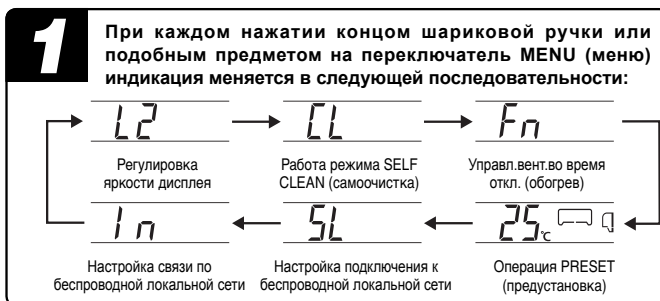 1
При каждом нажатии концом шариковой ручки или
подобным предметом на переключатель MENU (меню)
индикация меняется в следующей последовательности:
L2
CL
Fn
Регулировка
яркости дисплея
Работа режима SELF
CLEAN (самоочистка)
Управл.вент.во время
откл. (обогрев)
In
SL
25°C
Настройка связи по
беспроводной локальной сети
Настройка подключения к
беспроводной локальной сети
Операция PRESET
(предустановка)